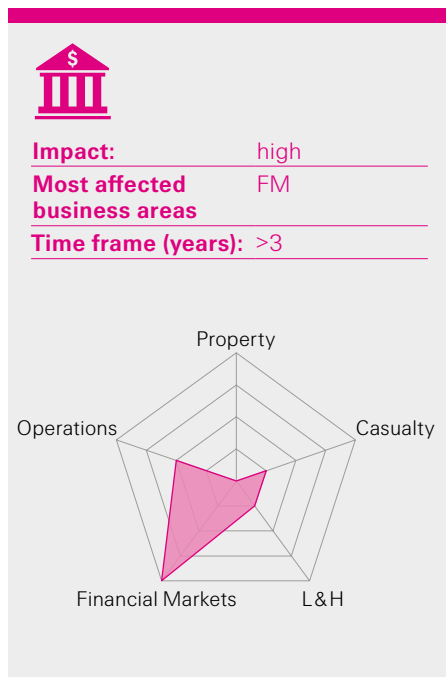 $
Impact: high
Most affected FM
business areas
Time frame (years): >3
Property
Operations Casualty
Financial Markets L&H